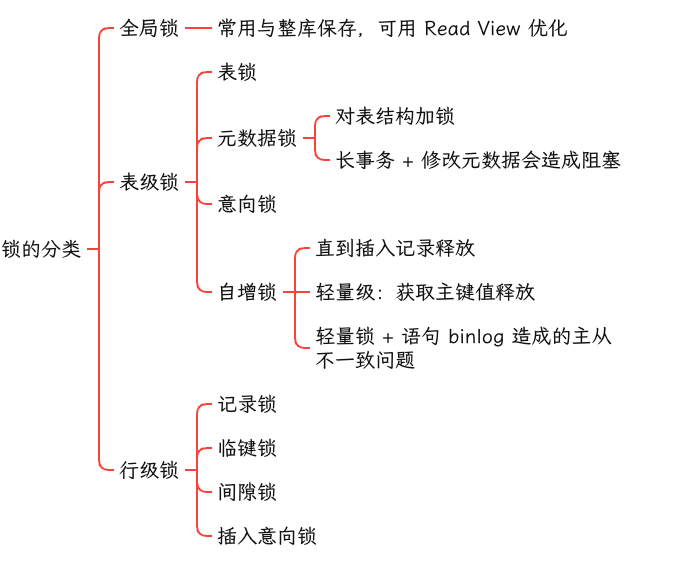 锁的分类
全局锁
常用与整库保存，可用 Read View 优化
表级锁
表锁
元数据锁
对表结构加锁
长事务 + 修改元数据会造成阻塞
意向锁
自增锁
直到插入记录释放
轻量级：获取主键值释放
轻量锁 + 语句 binlog 造成的主从
不一致问题
行级锁
记录锁
临键锁
间隙锁
插入意向锁